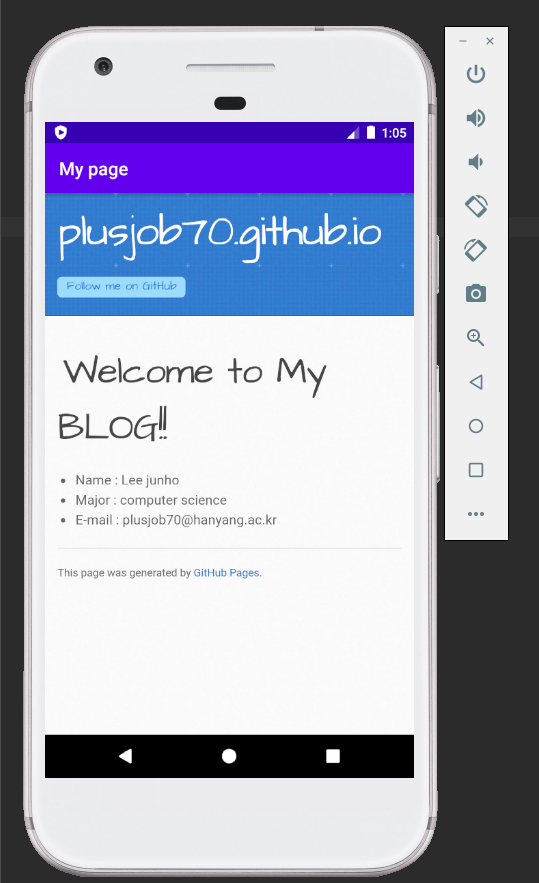 1:05
My page
plusjob70.github.io
Follow me on GitHub
Welcome to My
BLOG!!
Name : Lee junho
Major : computer science
E-mail : plusjob70@hanyang.ac.kr
This page was generated by GitHub Pages.